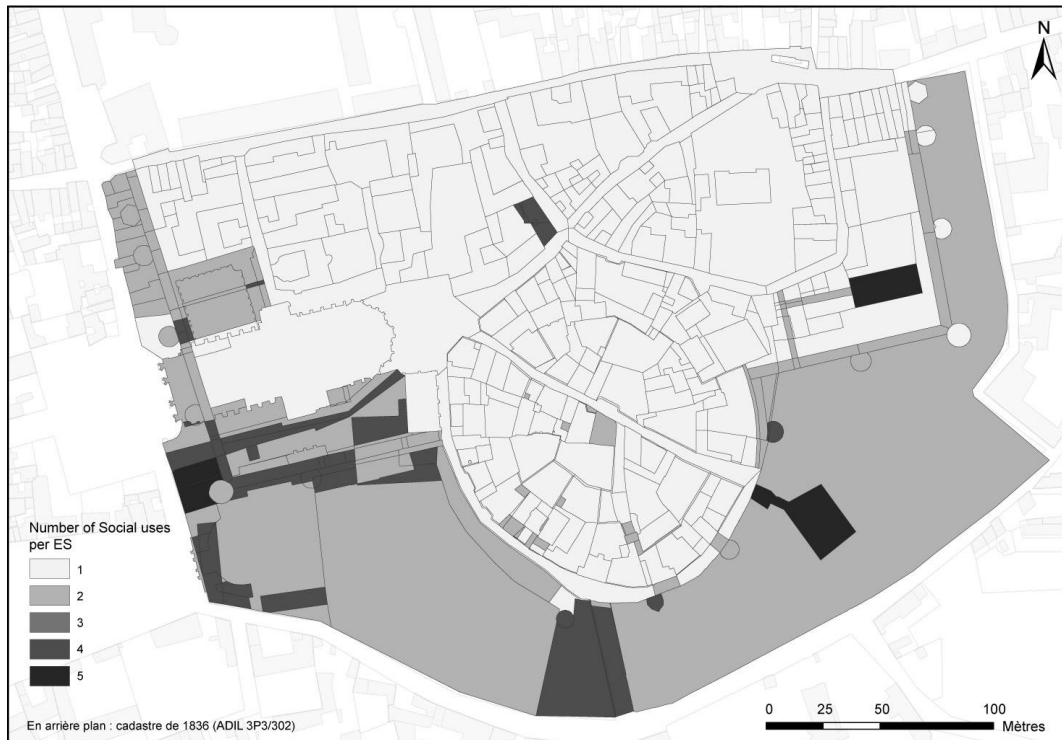 N
Number of Social uses
per ES
1
2
3
4
5
En arrière plan : cadastre de 1836 (ADIL 3P3/302)
0 25 50 100
Mètres